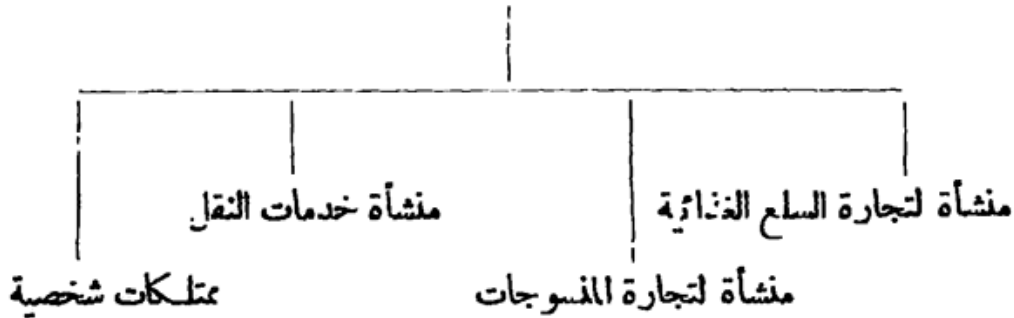 منشأة لتجارة السلع الغذائية
منشأة خدمات النقل
منشأة لتجارة المنسوجات
ممتلكات شخصية